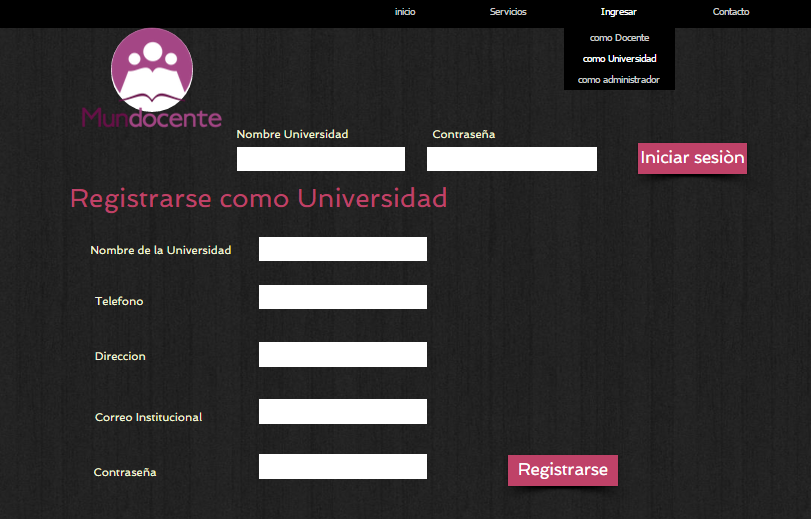 inicio Servicios Ingresar Contacto
como Docente
como Universidad
como administrador
Mundocente
Nombre Universidad Contraseña
Iniciar sesiòn
Registrarse como Universidad
Nombre de la Universidad
Telefono
Direccion
Correo Institucional
Contraseña
Registrarse